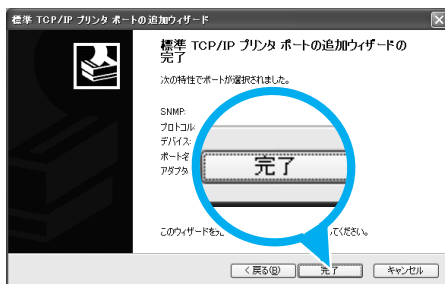 標準 TCP/IP プリンタ ポートの追加ウィザード
標準 TCP/IP プリンタ ポートの追加ウィザードの
完了
次の特性でポートが選択されました。
SNMP:
プロトコル
デバイス:
ポート名
アダプタ
完了
このウィザードを完 てください。
< 戻る(B)
完了
キャンセル